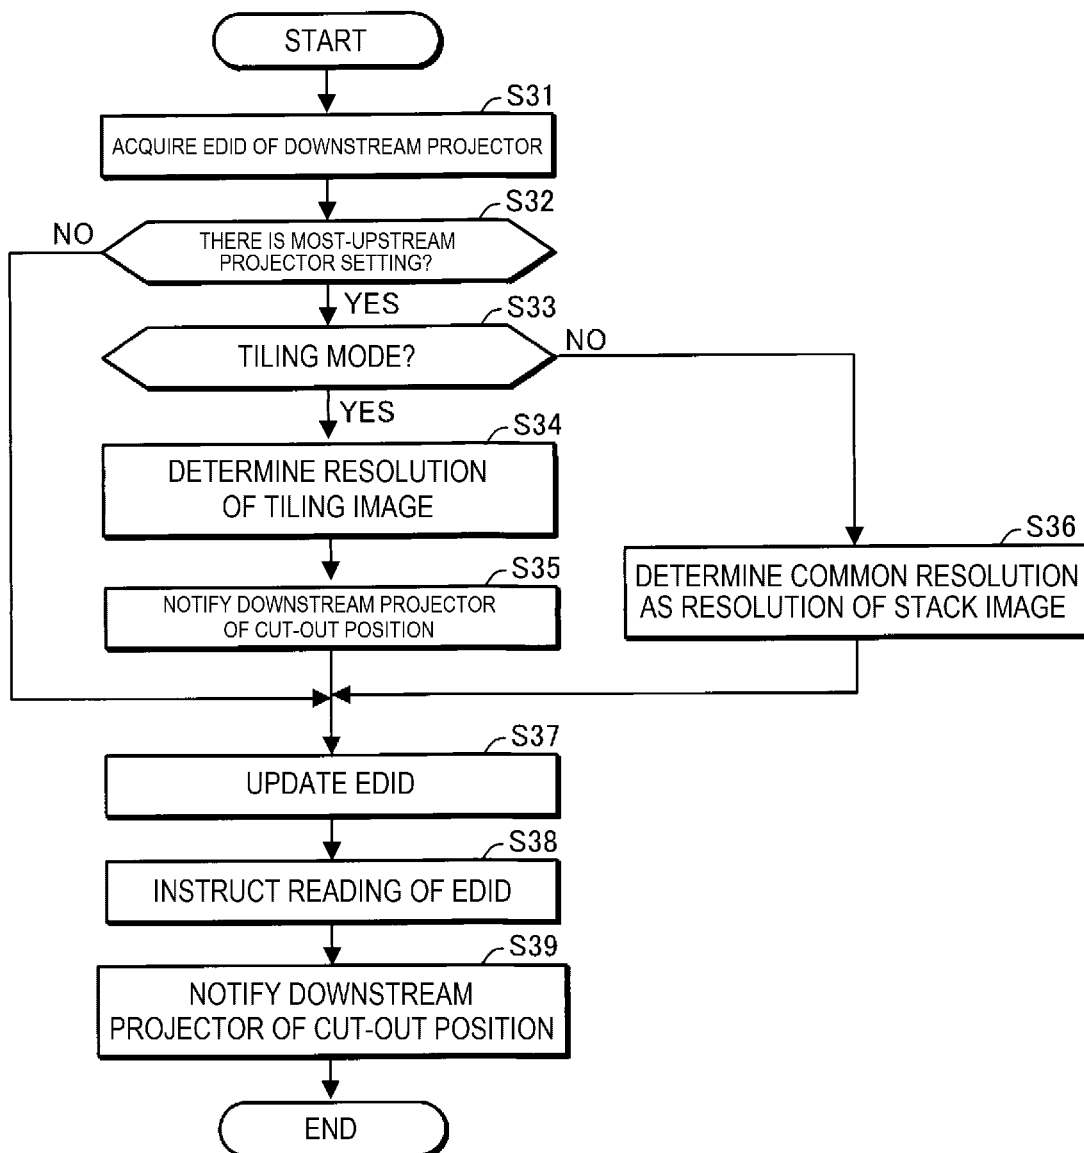 START
S31
ACQUIRE EDID OF DOWNSTREAM PROJECTOR
S32
NO
THERE IS MOST-UPSTREAM
PROJECTOR SETTING?
YES
S33
TILING MODE?
NO
YES
S34
DETERMINE RESOLUTION
OF TILING IMAGE
S35
NOTIFY DOWNSTREAM PROJECTOR
OF CUT-OUT POSITION
S36
DETERMINE COMMON RESOLUTION
AS RESOLUTION OF STACK IMAGE
S37
UPDATE EDID
S38
INSTRUCT READING OF EDID
S39
NOTIFY DOWNSTREAM
PROJECTOR OF CUT-OUT POSITION
END